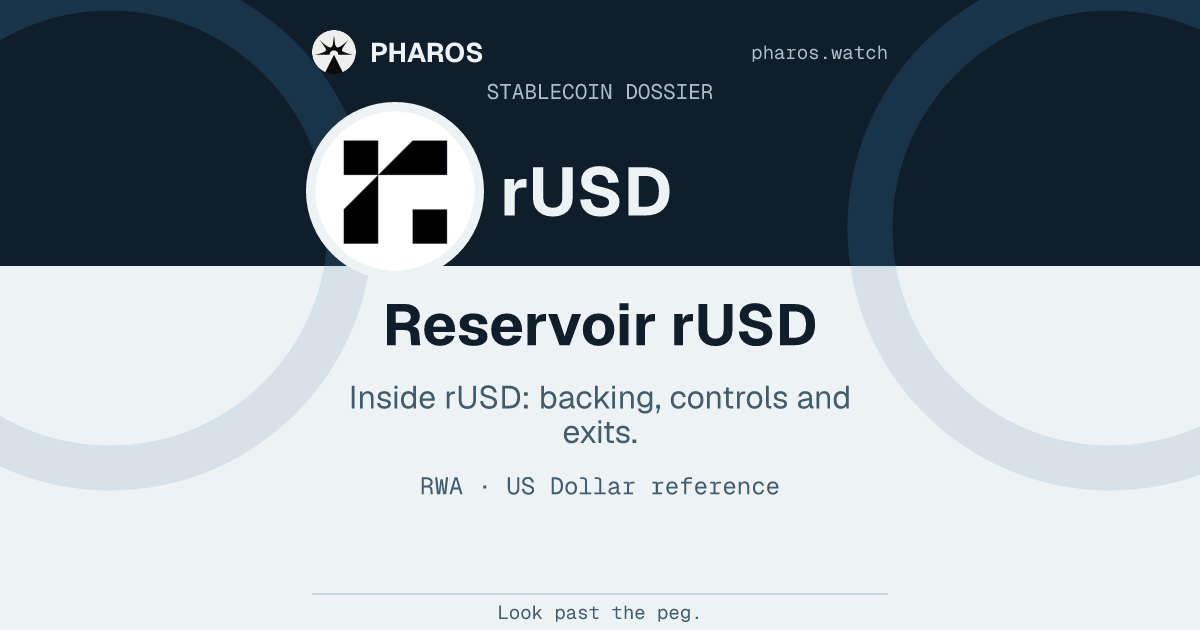 PHAROS
pharos.watch
STABLECOIN DOSSIER
rUSD
Reservoir rUSD
Inside rUSD: backing, controls and
exits.
RWA · US Dollar reference
Look past the peg.